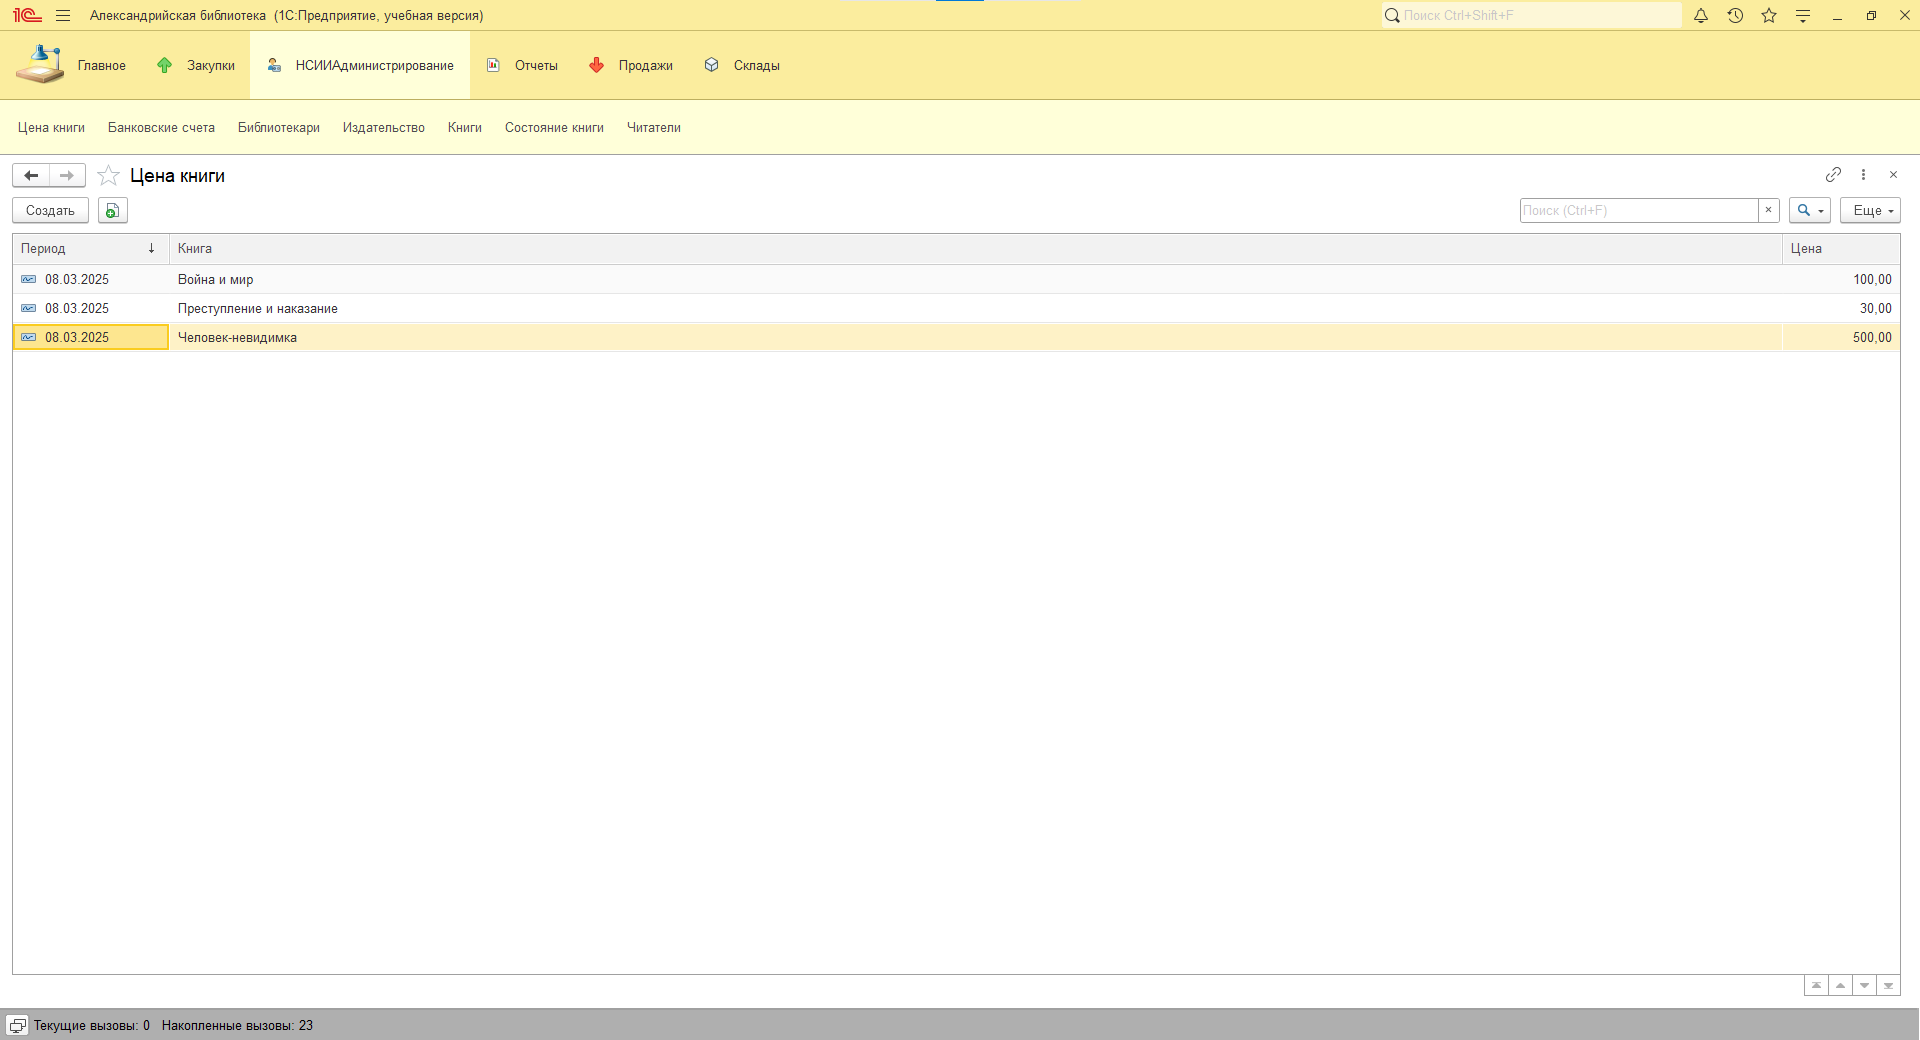 1С Александрийская библиотека (1С:Предприятие, учебная версия) Поиск Ctrl+Shift+F
Главное Закупки НСИИАдминистрирование Отчеты Продажи Склады
Цена книги Банковские счета Библиотекари Издательство Книги Состояние книги Читатели
Цена книги
Создать Поиск (Ctrl+F) × Еще
Период ↓ Книга Цена
08.03.2025 Война и мир 100,00
08.03.2025 Преступление и наказание 30,00
08.03.2025 Человек-невидимка 500,00
Текущие вызовы: 0 Накопленные вызовы: 23